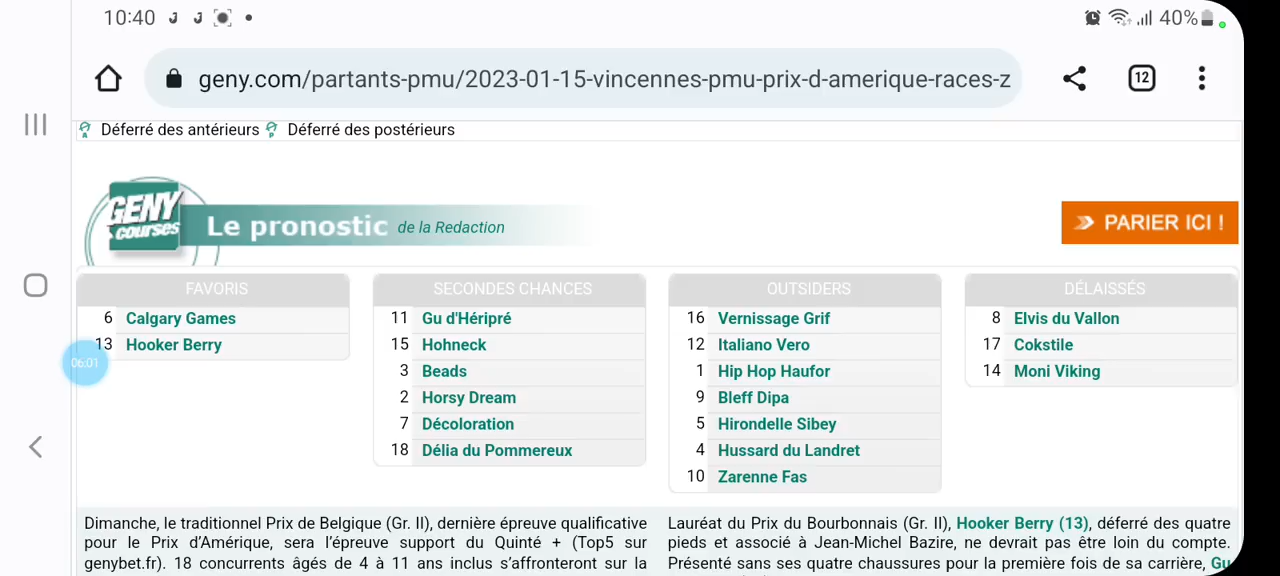 10:40
40%
geny.com/partants-pmu/2023-01-15-vincennes-pmu-prix-d-amerique-races-z
12
Déferré des antérieurs Déferré des postérieurs
GENY courses
Le pronostic de la Redaction
PARIER ICI !
FAVORIS
6 Calgary Games
13 Hooker Berry
06:01
SECONDES CHANCES
11 Gu d'Héripré
15 Hohneck
3 Beads
2 Horsy Dream
7 Décoloration
18 Délia du Pommereux
OUTSIDERS
16 Vernissage Grif
12 Italiano Vero
1 Hip Hop Haufor
9 Bleff Dipa
5 Hirondelle Sibey
4 Hussard du Landret
10 Zarenne Fas
DÉLAISSÉS
8 Elvis du Vallon
17 Cokstile
14 Moni Viking
Dimanche, le traditionnel Prix de Belgique (Gr. II), dernière épreuve qualificative
pour le Prix d'Amérique, sera l'épreuve support du Quinté + (Top5 sur
genybet.fr). 18 concurrents âgés de 4 à 11 ans inclus s'affronteront sur la
Lauréat du Prix du Bourbonnais (Gr. II), Hooker Berry (13), déferré des quatre
pieds et associé à Jean-Michel Bazire, ne devrait pas être loin du compte.
Présenté sans ses quatre chaussures pour la première fois de sa carrière, Gu